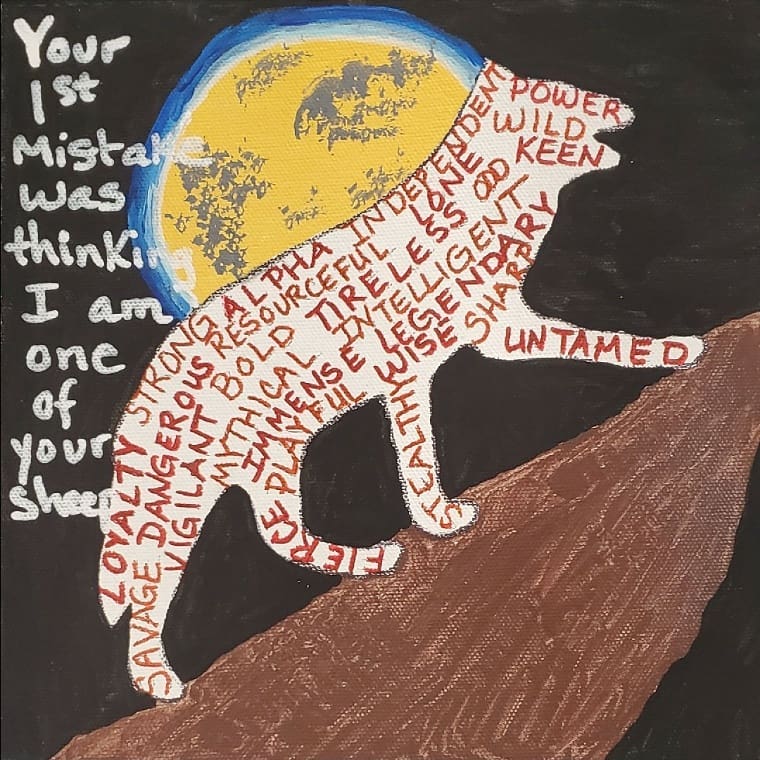 Your
1st
Mistake
was
thinking
I am
one
of
your
sheep
POWER
WILD
KEEN
INDEPENDENT
LONE
ALPHA
RESOURCEFUL
TIRELESS
STRONG
BOLD
INTELLIGENT
LEGENDARY
SHARP
UNTAMED
MYTHICAL
IMMENSE
WISE
PLAYFUL
STEALTHY
FIERCE
LOYALTY
DANGEROUS
VIGILANT
SAVAGE